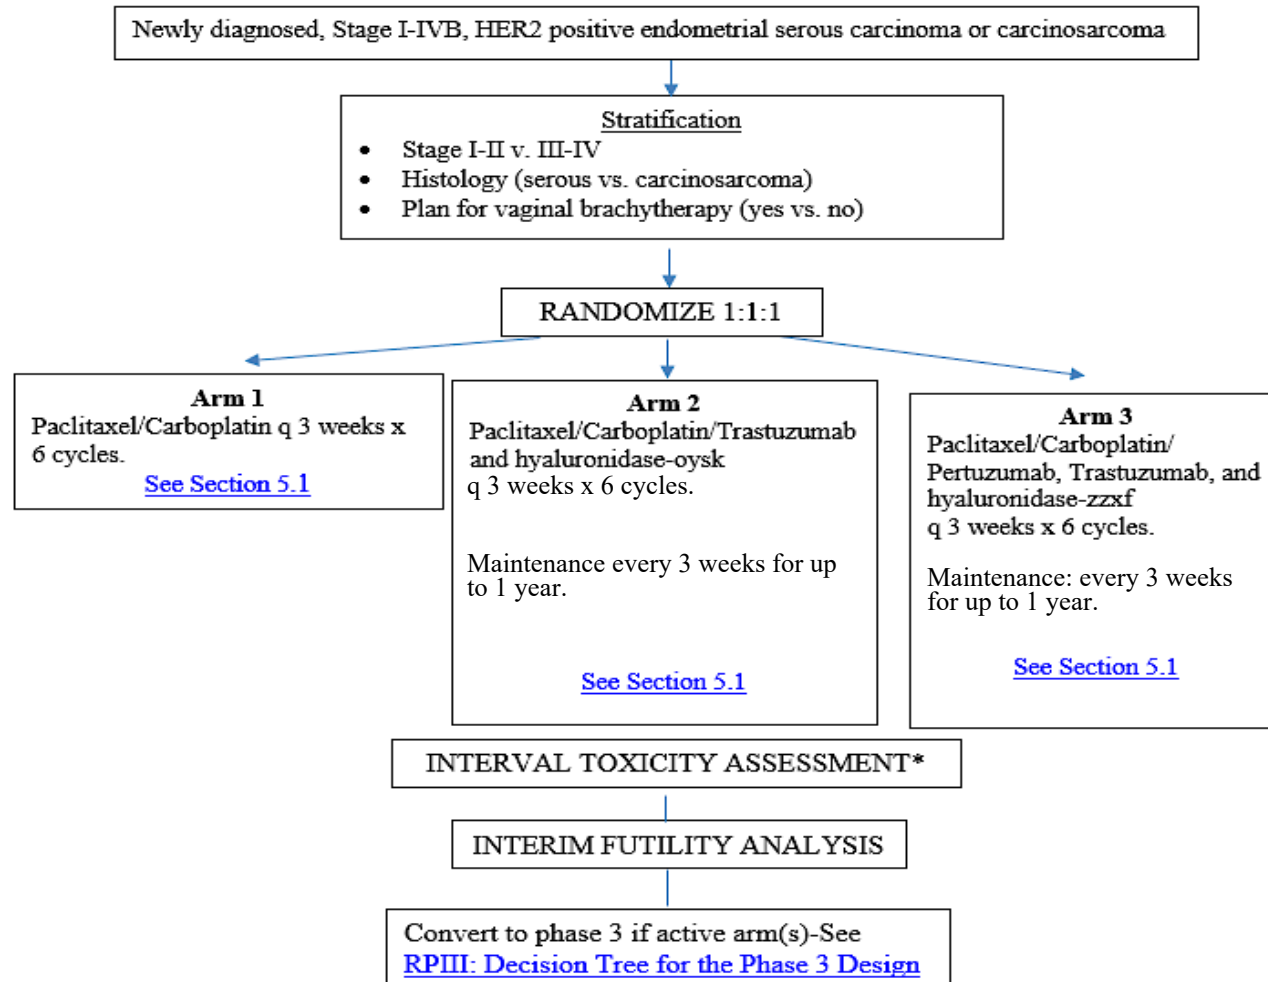 Newly diagnosed, Stage I-IVB, HER2 positive endometrial serous carcinoma or carcinosarcoma
Stratification
• Stage I-II v. III-IV
• Histology (serous vs. carcinosarcoma)
• Plan for vaginal brachytherapy (yes vs. no)
RANDOMIZE 1:1:1
Arm 1
Paclitaxel/Carboplatin q 3 weeks x
6 cycles.
See Section 5.1
Arm 2
Paclitaxel/Carboplatin/Trastuzumab
and hyaluronidase-oysk
q 3 weeks x 6 cycles.
Maintenance every 3 weeks for up
to 1 year.
See Section 5.1
Arm 3
Paclitaxel/Carboplatin/
Pertuzumab, Trastuzumab, and
hyaluronidase-zzxf
q 3 weeks x 6 cycles.
Maintenance: every 3 weeks
for up to 1 year.
See Section 5.1
INTERVAL TOXICITY ASSESSMENT*
INTERIM FUTILITY ANALYSIS
Convert to phase 3 if active arm(s)-See
RPIII: Decision Tree for the Phase 3 Design